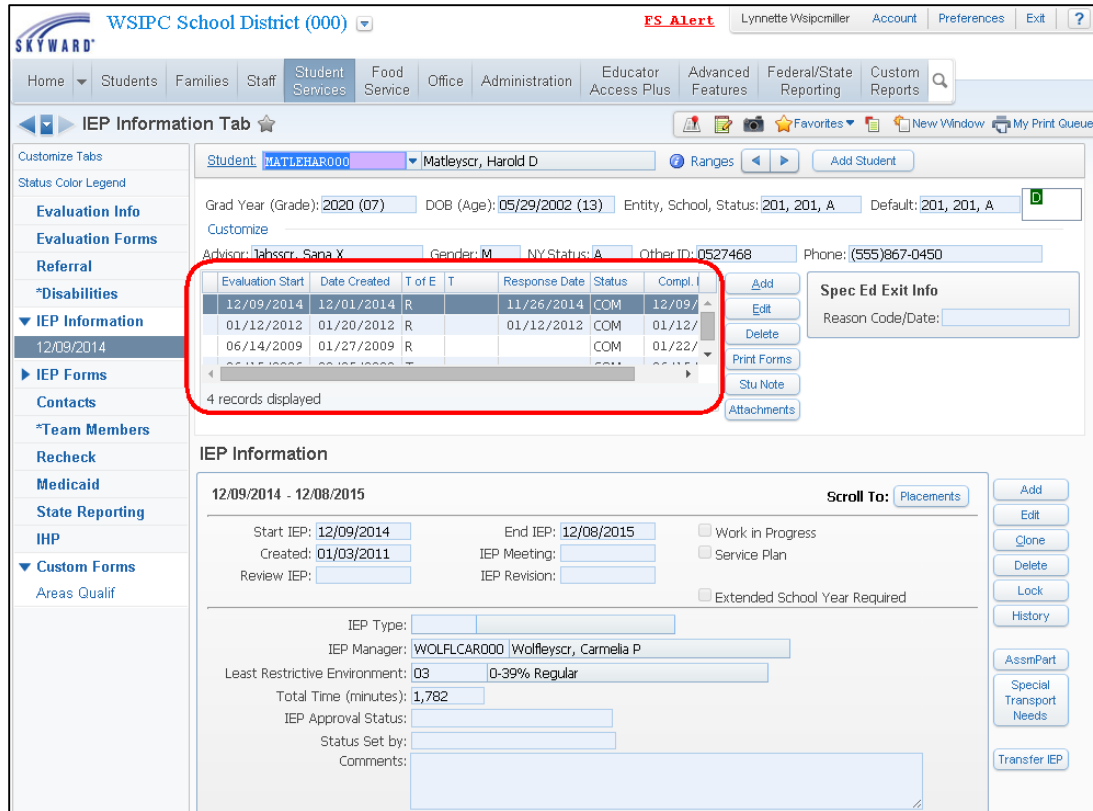 WSIPC School District (000)
FS Alert
Lynnette Wsipcmiller Account Preferences Exit ?
SKYWARD
Home Students Families Staff Student Services Food Service Office Administration Educator Access Plus Advanced Features Federal/State Reporting Custom Reports
IEP Information Tab
Favorites New Window My Print Queue
Customize Tabs
Status Color Legend
Evaluation Info
Evaluation Forms
Referral
*Disabilities
IEP Information
12/09/2014
IEP Forms
Contacts
*Team Members
Recheck
Medicaid
State Reporting
IHP
Custom Forms
Areas Qualif
Student: MATLEHAR000 Matleyscr, Harold D Ranges Add Student
Grad Year (Grade): 2020 (07) DOB (Age): 05/29/2002 (13) Entity, School, Status: 201, 201, A Default: 201, 201, A D
Customize
Advisor: Jahsscr, Sana X Gender: M NY Status: A Other ID: 0527468 Phone: (555)867-0450
Evaluation Start Date Created T of E T Response Date Status Compl.
12/09/2014 12/01/2014 R 11/26/2014 COM 12/09/
01/12/2012 01/20/2012 R 01/12/2012 COM 01/12/
06/14/2009 01/27/2009 R COM 01/22/
4 records displayed
Add
Edit
Delete
Print Forms
Stu Note
Attachments
Spec Ed Exit Info
Reason Code/Date:
IEP Information
12/09/2014 - 12/08/2015 Scroll To: Placements
Start IEP: 12/09/2014 End IEP: 12/08/2015 Work in Progress
Created: 01/03/2011 IEP Meeting: Service Plan
Review IEP: IEP Revision:
Extended School Year Required
IEP Type:
IEP Manager: WOLFLCAR000 Wolfleyscr, Carmelia P
Least Restrictive Environment: 03 0-39% Regular
Total Time (minutes): 1,782
IEP Approval Status:
Status Set by:
Comments:
Add
Edit
Clone
Delete
Lock
History
AssmPart
Special
Transport
Needs
Transfer IEP